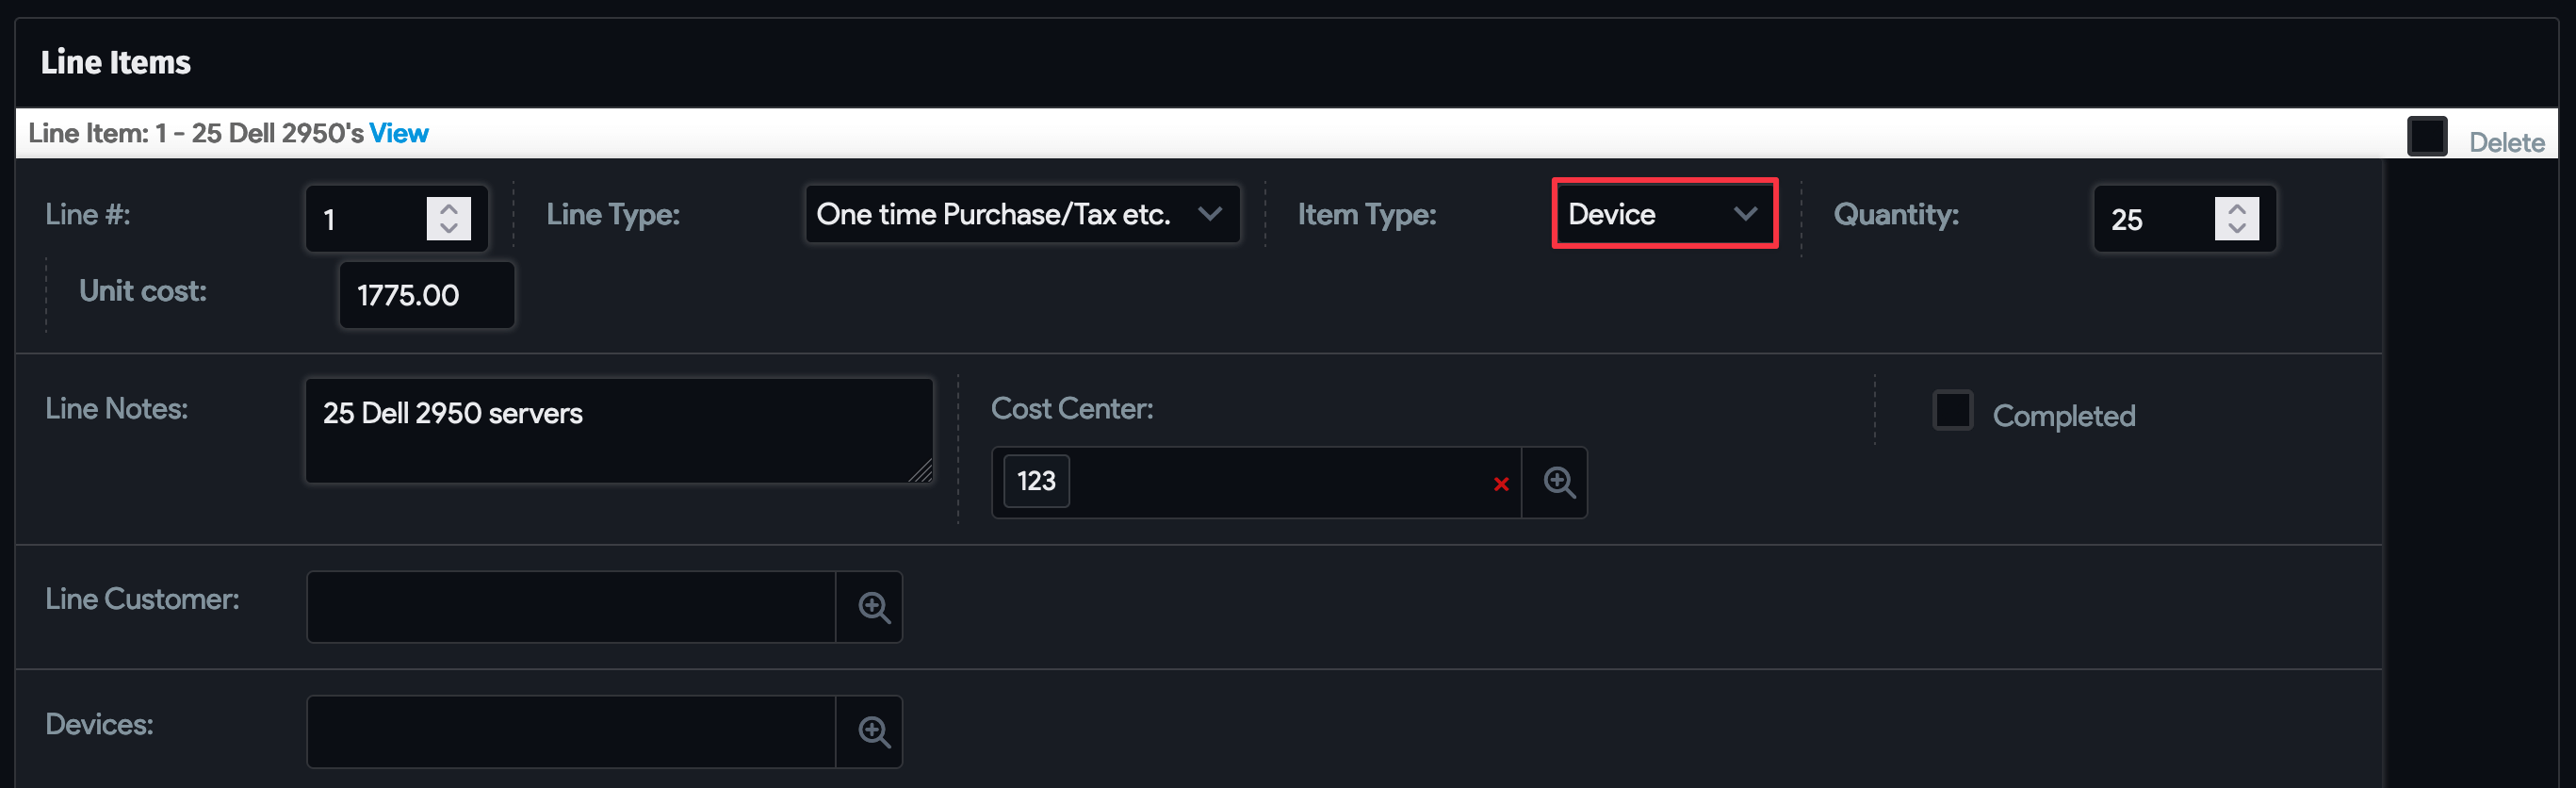 Line Items
Line Item: 1 - 25 Dell 2950's View Delete
Line #: 1 Line Type: One time Purchase/Tax etc. Item Type: Device Quantity: 25
Unit cost: 1775.00
Line Notes: 25 Dell 2950 servers Cost Center: Completed
123 ×
Line Customer:
Devices: